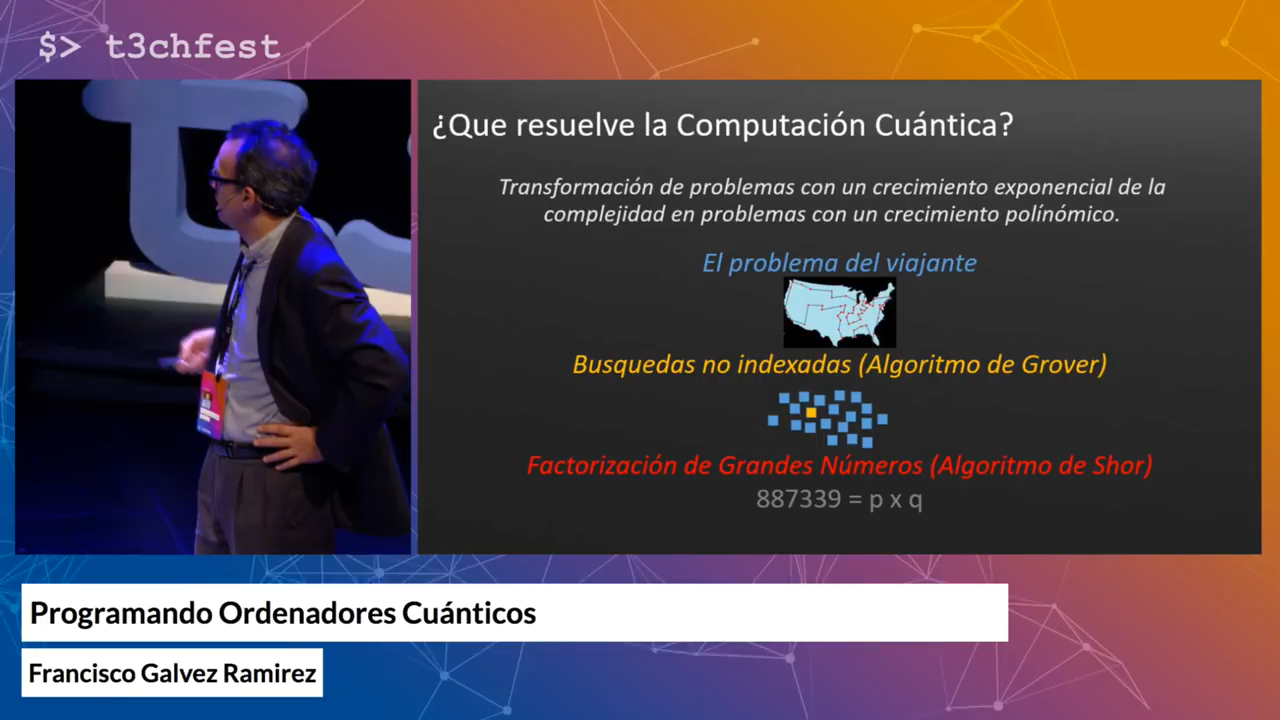 $> t3chfest
¿Que resuelve la Computación Cuántica?
Transformación de problemas con un crecimiento exponencial de la
complejidad en problemas con un crecimiento polínómico.
El problema del viajante
Busquedas no indexadas (Algoritmo de Grover)
Factorización de Grandes Números (Algoritmo de Shor)
887339 = p x q
Programando Ordenadores Cuánticos
Francisco Galvez Ramirez